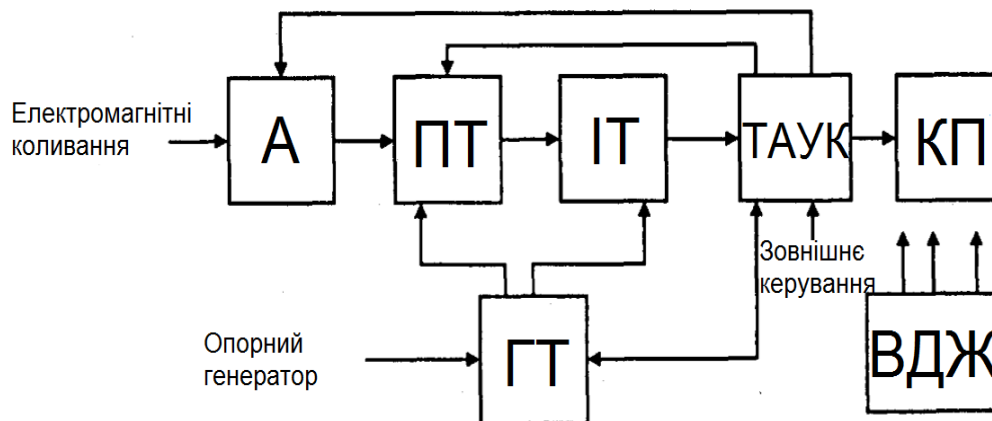 Електромагнітні
коливання
А
ПТ
ІТ
ТАУК
КП
Зовнішнє
керування
Опорний
генератор
ГТ
ВДЖ